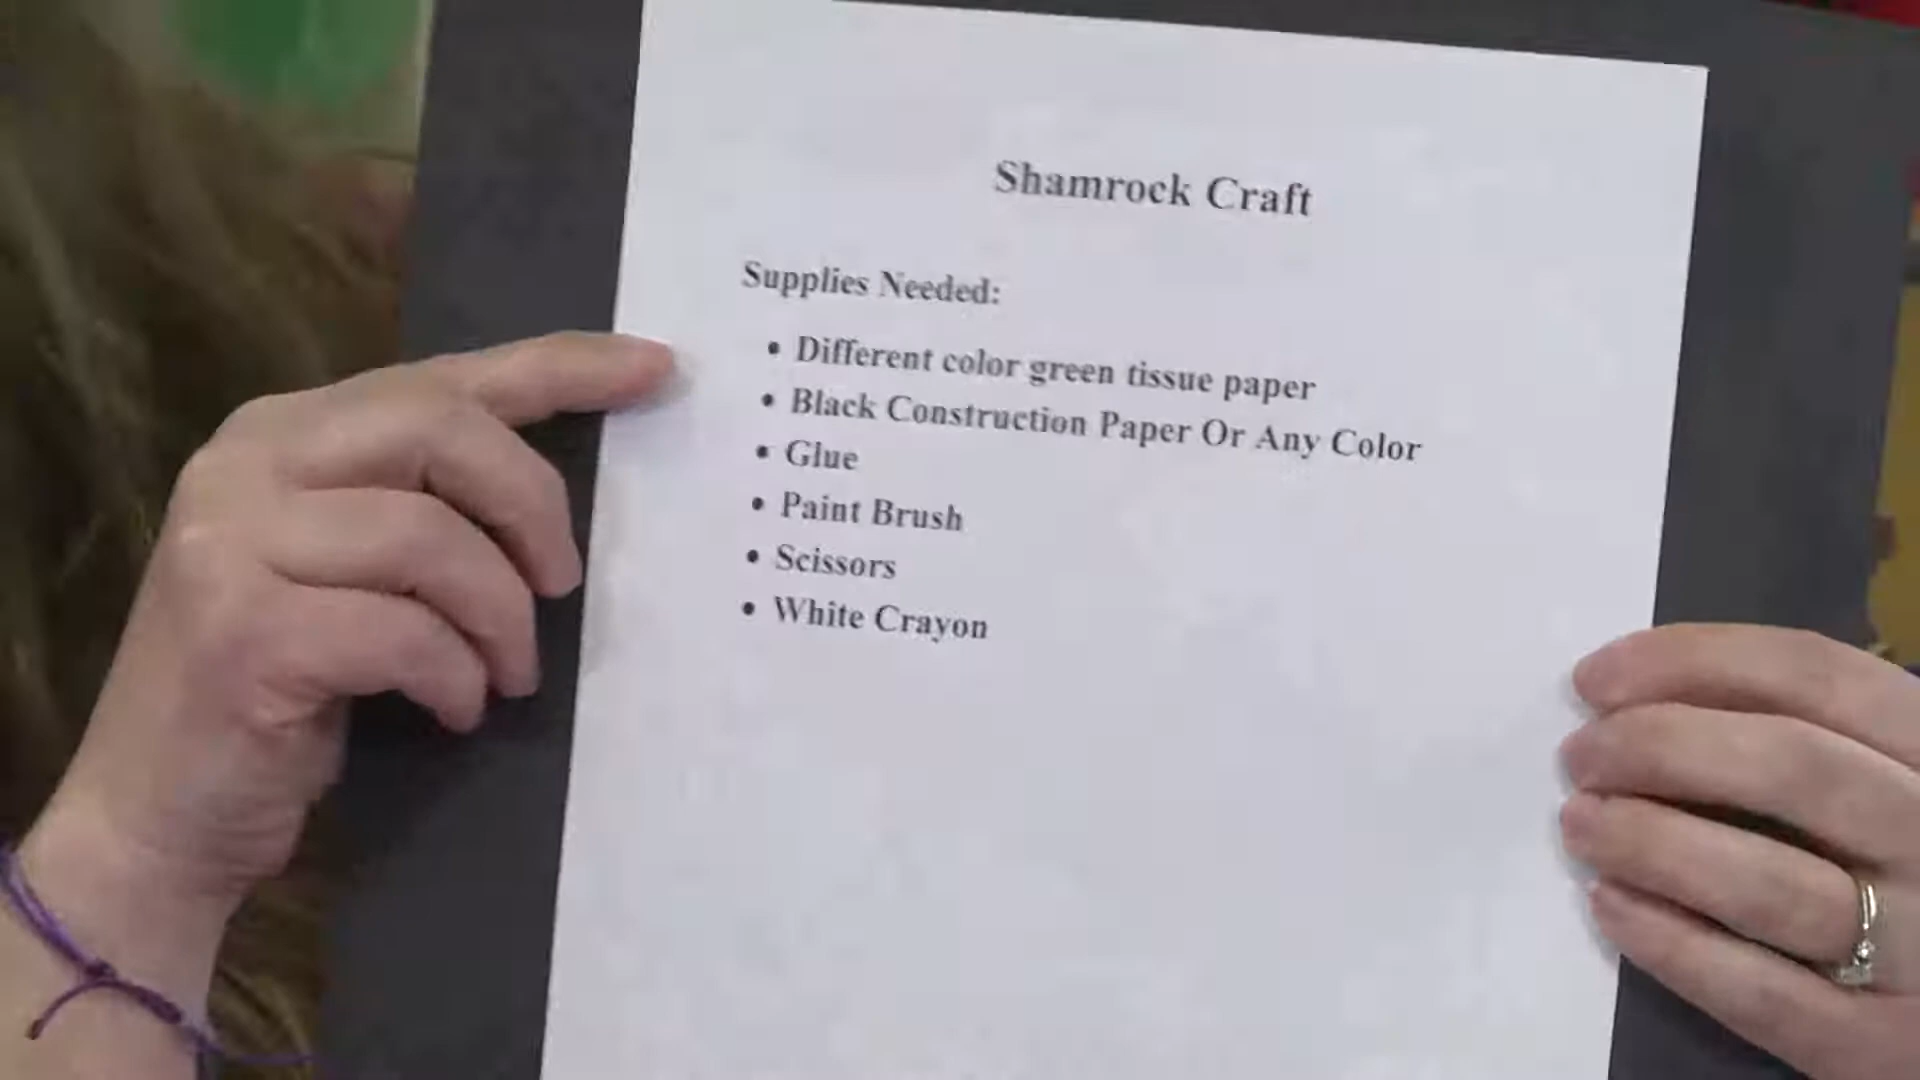 Shamrock Craft
Supplies Needed:
• Different color green tissue paper
• Black Construction Paper Or Any Color
• Glue
• Paint Brush
• Scissors
• White Crayon